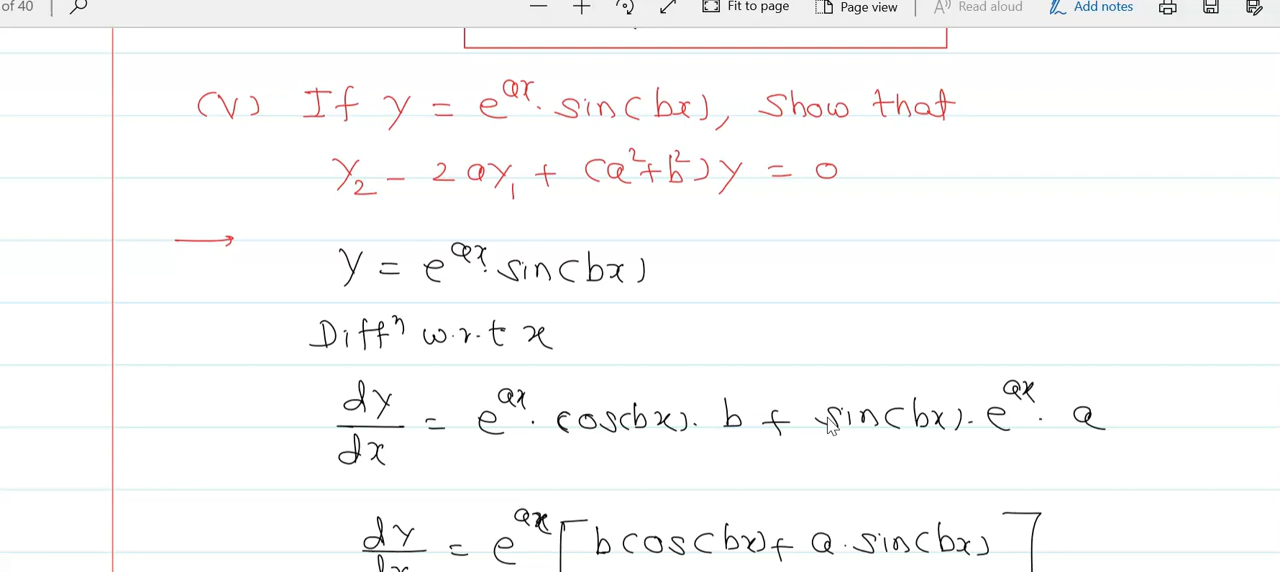 of 40 Fit to page Page view Read aloud Add notes
(V) If y = e^{ax}. sin(bx), show that
y₂ - 2ay₁ + (a²+b²)y = 0
→ y = e^{ax}. sin(bx)
Diffⁿ w.r.t x
dy/dx = e^{ax}. cos(bx). b + sin(bx). e^{ax}. a
dy/dx = e^{ax} [b cos(bx) + a. sin(bx)]